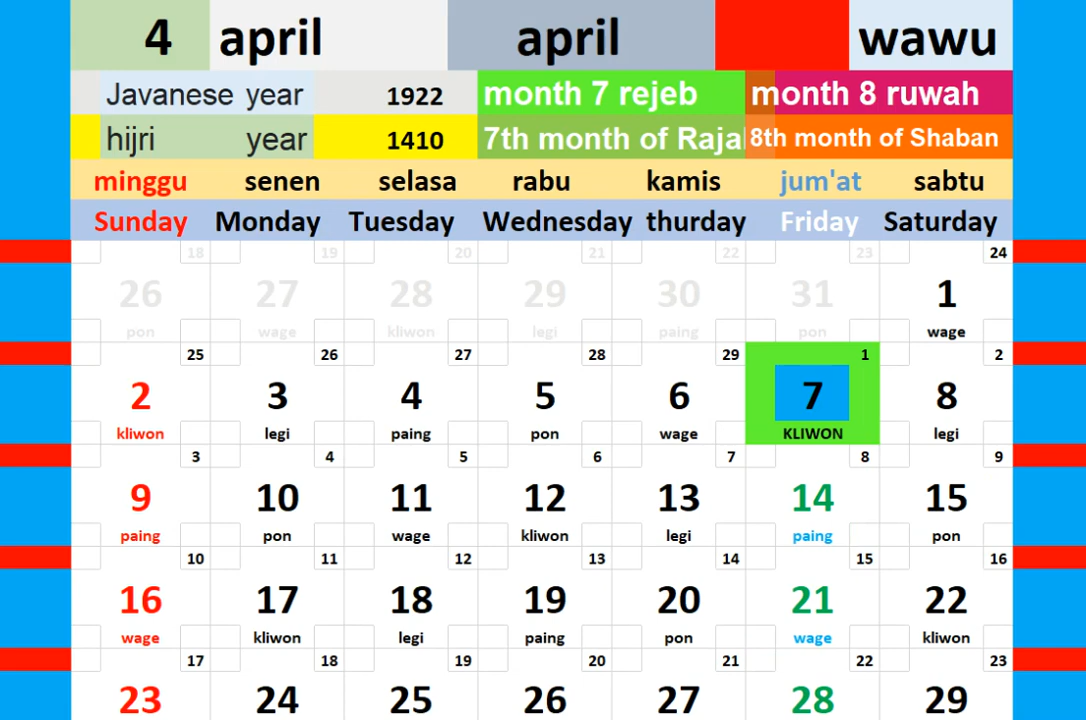 4 april april wawu
Javanese year 1922 month 7 rejeb month 8 ruwah
hijri year 1410 7th month of Raja 8th month of Shaban
minggu senen selasa rabu kamis jum'at sabtu
Sunday Monday Tuesday Wednesday thurday Friday Saturday
18 19 20 21 22 23 24
26 27 28 29 30 31 1
pon wage kliwon legi paing pon wage
25 26 27 28 29 1 2
2 3 4 5 6 7 8
kliwon legi paing pon wage KLIWON legi
3 4 5 6 7 8 9
9 10 11 12 13 14 15
paing pon wage kliwon legi paing pon
10 11 12 13 14 15 16
16 17 18 19 20 21 22
wage kliwon legi paing pon wage kliwon
17 18 19 20 21 22 23
23 24 25 26 27 28 29